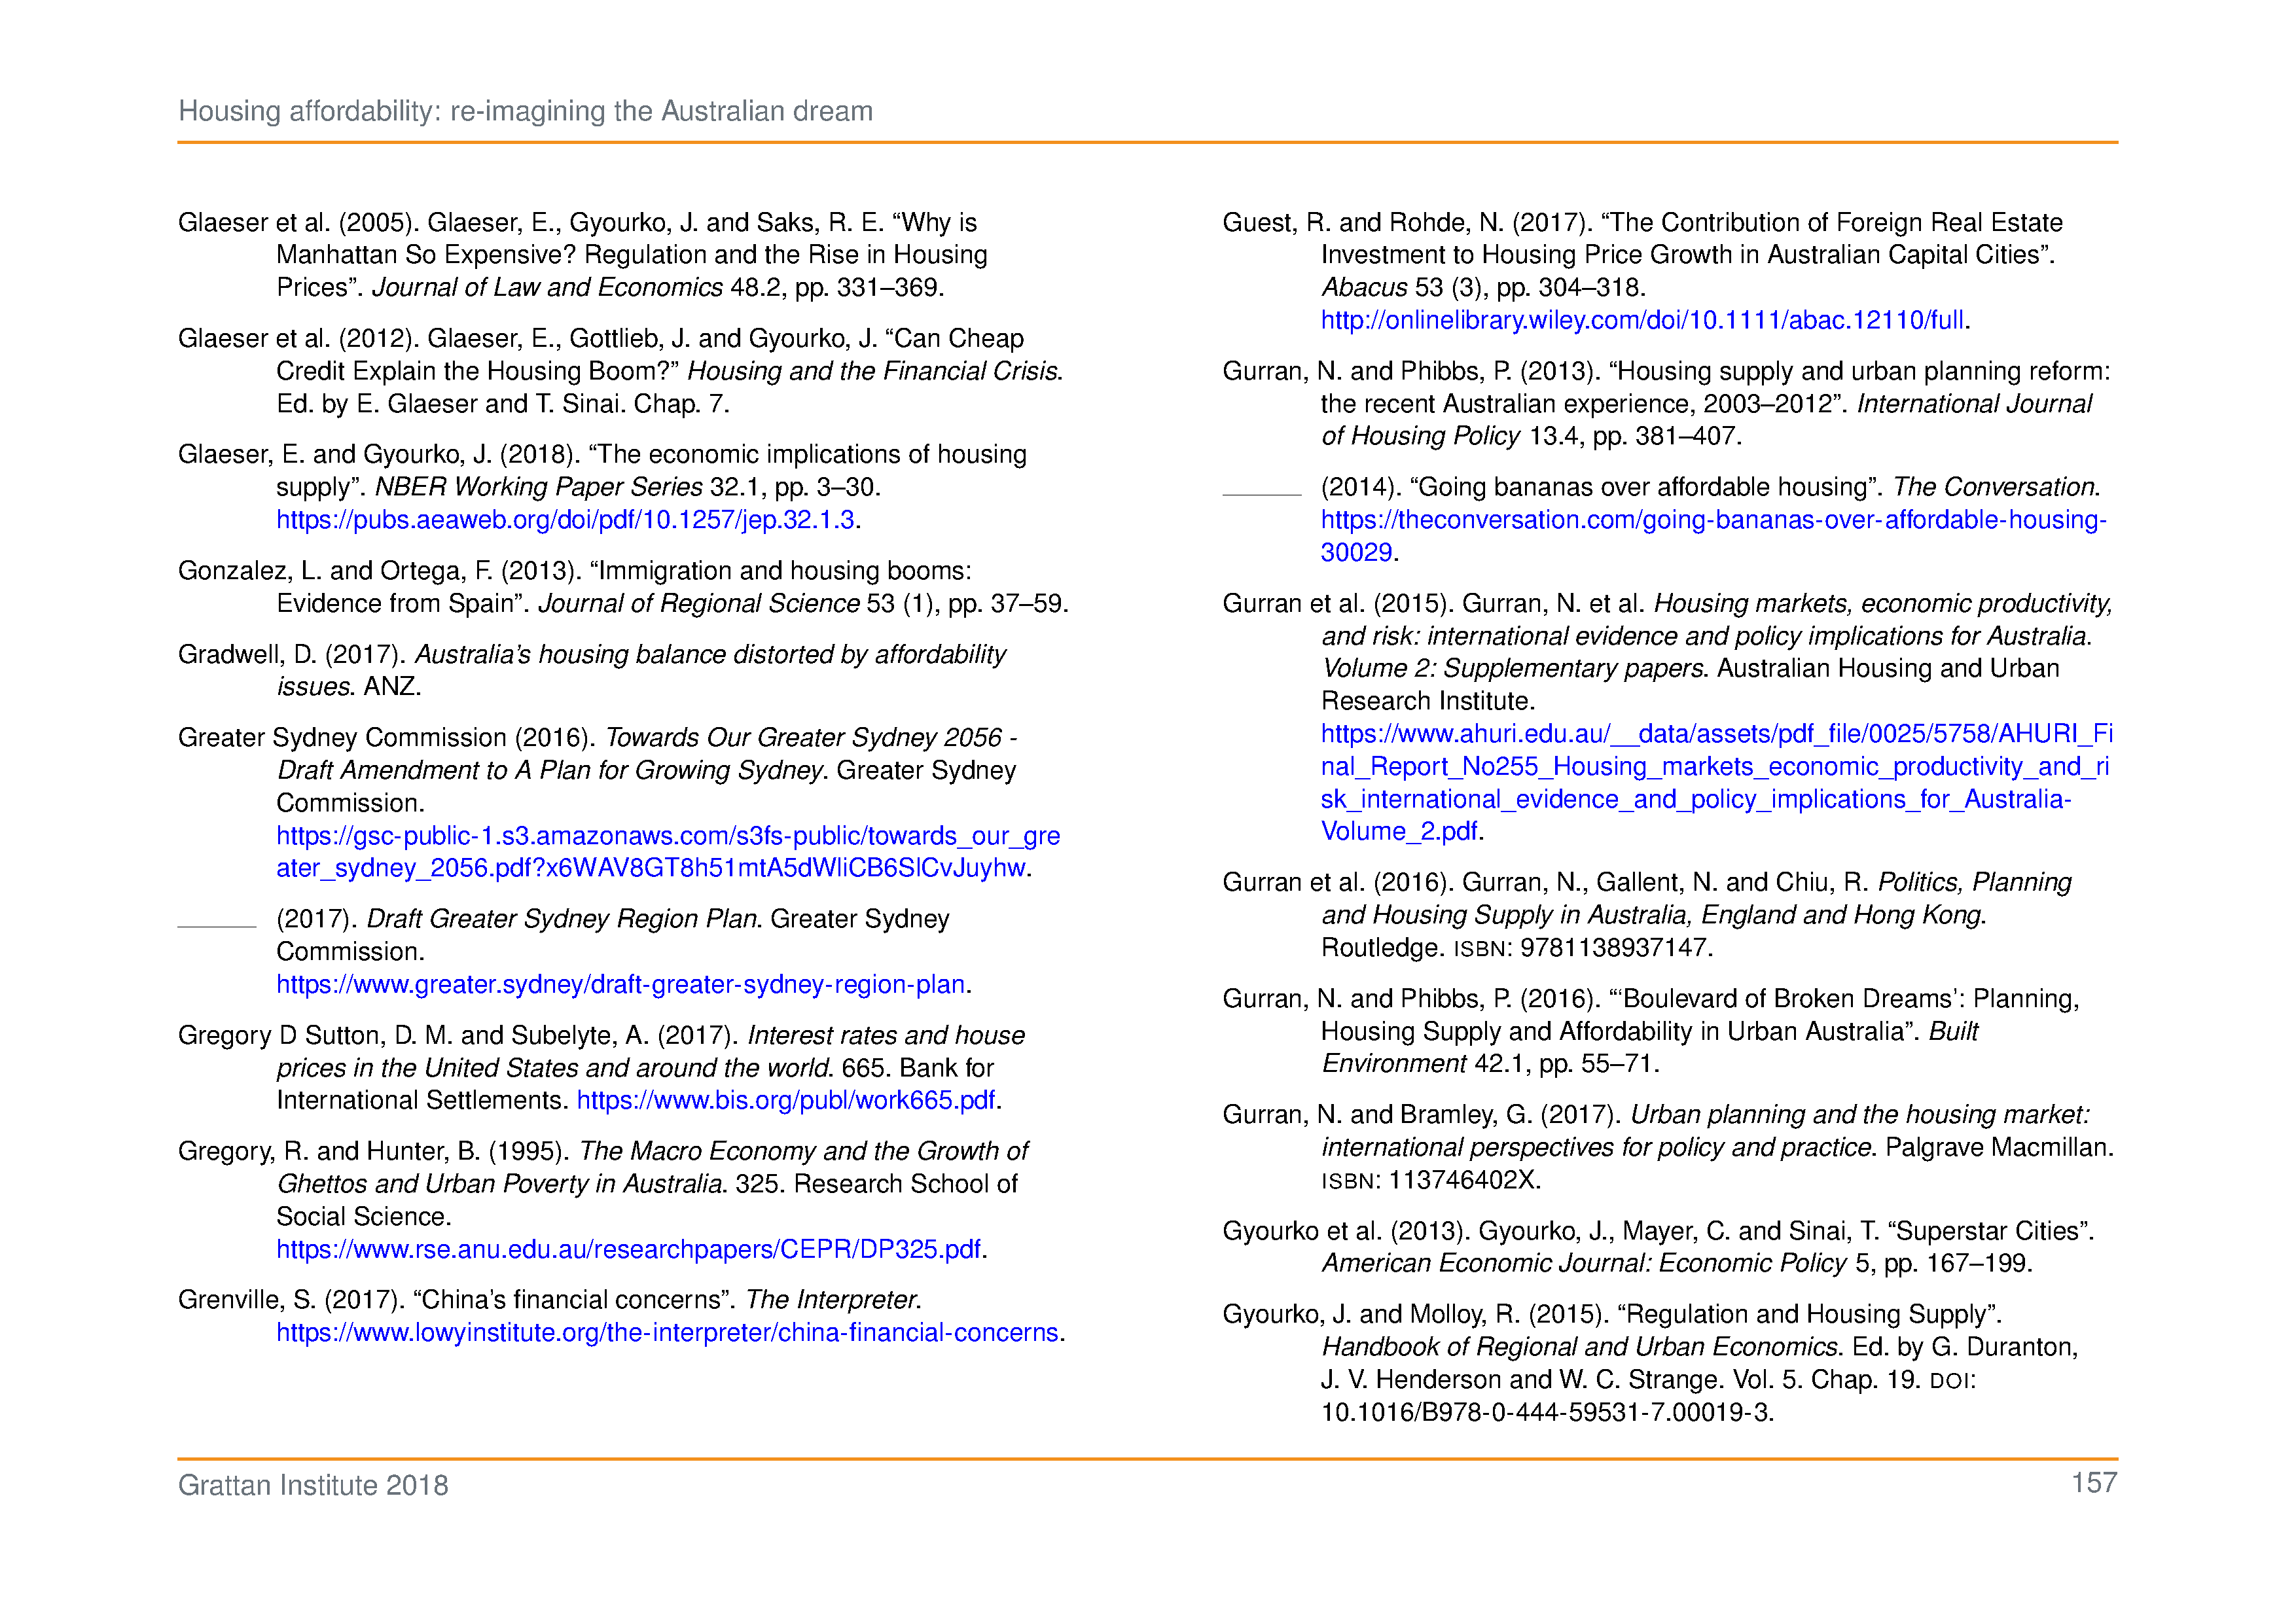 Housing affordability: re-imagining the Australian dream
Glaeser et al. (2005). Glaeser, E., Gyourko, J. and Saks, R. E. “Why is
Manhattan So Expensive? Regulation and the Rise in Housing
Prices”. Journal of Law and Economics 48.2, pp. 331–369.
Glaeser et al. (2012). Glaeser, E., Gottlieb, J. and Gyourko, J. “Can Cheap
Credit Explain the Housing Boom?” Housing and the Financial Crisis.
Ed. by E. Glaeser and T. Sinai. Chap. 7.
Glaeser, E. and Gyourko, J. (2018). “The economic implications of housing
supply”. NBER Working Paper Series 32.1, pp. 3–30.
https://pubs.aeaweb.org/doi/pdf/10.1257/jep.32.1.3.
Gonzalez, L. and Ortega, F. (2013). “Immigration and housing booms:
Evidence from Spain”. Journal of Regional Science 53 (1), pp. 37–59.
Gradwell, D. (2017). Australia’s housing balance distorted by affordability
issues. ANZ.
Greater Sydney Commission (2016). Towards Our Greater Sydney 2056 -
Draft Amendment to A Plan for Growing Sydney. Greater Sydney
Commission.
https://gsc-public-1.s3.amazonaws.com/s3fs-public/towards_our_gre
ater_sydney_2056.pdf?x6WAV8GT8h51mtA5dWliCB6SlCvJuyhw.
(2017). Draft Greater Sydney Region Plan. Greater Sydney
Commission.
https://www.greater.sydney/draft-greater-sydney-region-plan.
Gregory D Sutton, D. M. and Subelyte, A. (2017). Interest rates and house
prices in the United States and around the world. 665. Bank for
International Settlements. https://www.bis.org/publ/work665.pdf.
Gregory, R. and Hunter, B. (1995). The Macro Economy and the Growth of
Ghettos and Urban Poverty in Australia. 325. Research School of
Social Science.
https://www.rse.anu.edu.au/researchpapers/CEPR/DP325.pdf.
Grenville, S. (2017). “China’s financial concerns”. The Interpreter.
https://www.lowyinstitute.org/the-interpreter/china-financial-concerns.
Guest, R. and Rohde, N. (2017). “The Contribution of Foreign Real Estate
Investment to Housing Price Growth in Australian Capital Cities”.
Abacus 53 (3), pp. 304–318.
http://onlinelibrary.wiley.com/doi/10.1111/abac.12110/full.
Gurran, N. and Phibbs, P. (2013). “Housing supply and urban planning reform:
the recent Australian experience, 2003–2012”. International Journal
of Housing Policy 13.4, pp. 381–407.
(2014). “Going bananas over affordable housing”. The Conversation.
https://theconversation.com/going-bananas-over-affordable-housing-
30029.
Gurran et al. (2015). Gurran, N. et al. Housing markets, economic productivity,
and risk: international evidence and policy implications for Australia.
Volume 2: Supplementary papers. Australian Housing and Urban
Research Institute.
https://www.ahuri.edu.au/__data/assets/pdf_file/0025/5758/AHURI_Fi
nal_Report_No255_Housing_markets_economic_productivity_and_ri
sk_international_evidence_and_policy_implications_for_Australia-
Volume_2.pdf.
Gurran et al. (2016). Gurran, N., Gallent, N. and Chiu, R. Politics, Planning
and Housing Supply in Australia, England and Hong Kong.
Routledge. ISBN: 9781138937147.
Gurran, N. and Phibbs, P. (2016). “‘Boulevard of Broken Dreams’: Planning,
Housing Supply and Affordability in Urban Australia”. Built
Environment 42.1, pp. 55–71.
Gurran, N. and Bramley, G. (2017). Urban planning and the housing market:
international perspectives for policy and practice. Palgrave Macmillan.
ISBN: 113746402X.
Gyourko et al. (2013). Gyourko, J., Mayer, C. and Sinai, T. “Superstar Cities”.
American Economic Journal: Economic Policy 5, pp. 167–199.
Gyourko, J. and Molloy, R. (2015). “Regulation and Housing Supply”.
Handbook of Regional and Urban Economics. Ed. by G. Duranton,
J. V. Henderson and W. C. Strange. Vol. 5. Chap. 19. DOI:
10.1016/B978-0-444-59531-7.00019-3.
Grattan Institute 2018
157